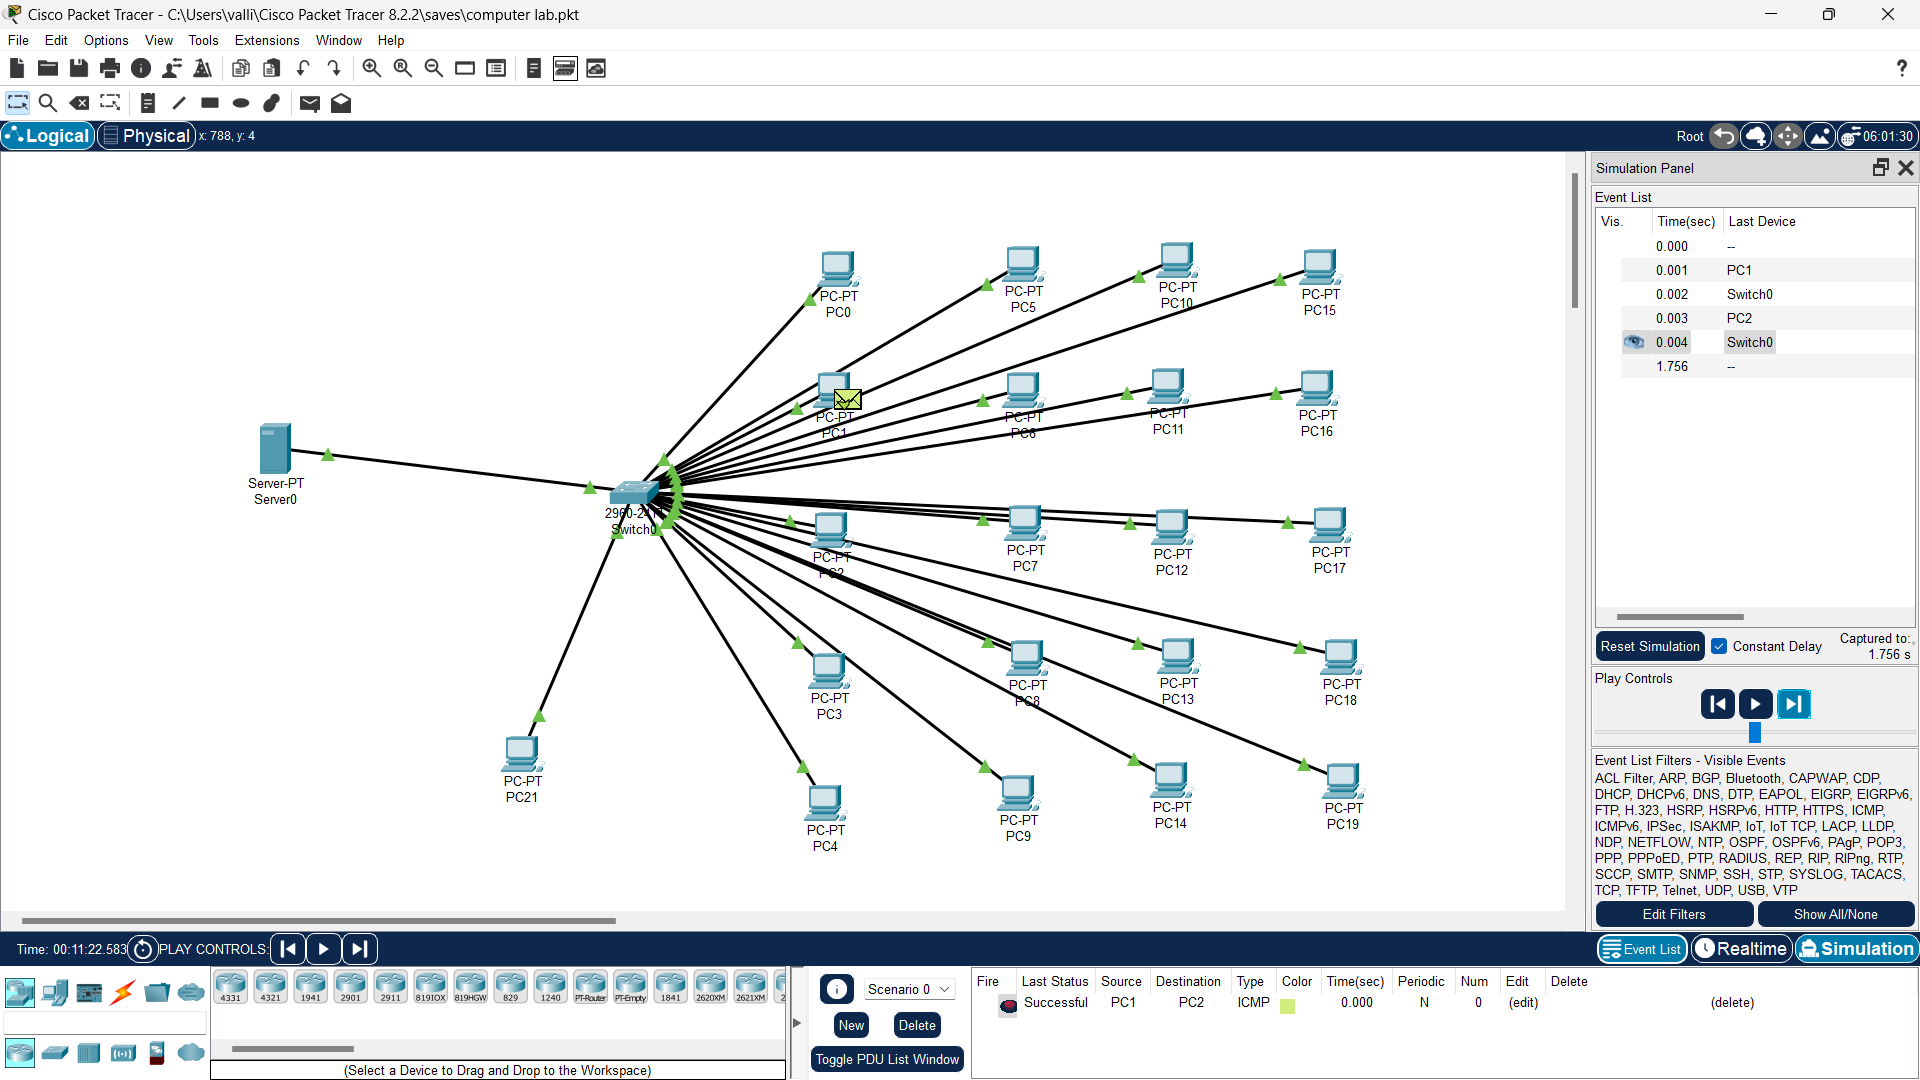 Cisco Packet Tracer - C:\Users\valli\Cisco Packet Tracer 8.2.2\saves\computer lab.pkt
File Edit Options View Tools Extensions Window Help
?
Logical Physical x: 788, y: 4
Root 06:01:30
Simulation Panel
Event List
Vis. Time(sec) Last Device
0.000 --
0.001 PC1
0.002 Switch0
0.003 PC2
0.004 Switch0
1.756 --
Reset Simulation Constant Delay Captured to:
1.756 s
Play Controls
Event List Filters - Visible Events
ACL Filter, ARP, BGP, Bluetooth, CAPWAP, CDP,
DHCP, DHCPv6, DNS, DTP, EAPOL, EIGRP, EIGRPv6,
FTP, H.323, HSRP, HSRPv6, HTTP, HTTPS, ICMP,
ICMPv6, IPSec, ISAKMP, IoT, IoT TCP, LACP, LLDP,
NDP, NETFLOW, NTP, OSPF, OSPFv6, PAgP, POP3,
PPP, PPPoED, PTP, RADIUS, REP, RIP, RIPng, RTP,
SCCP, SMTP, SNMP, SSH, STP, SYSLOG, TACACS,
TCP, TFTP, Telnet, UDP, USB, VTP
Edit Filters Show All/None
PC-PT
PC0
PC-PT
PC5
PC-PT
PC10
PC-PT
PC15
PC-PT
PC1
PC-PT
PC6
PC-PT
PC11
PC-PT
PC16
Server-PT
Server0
Switch0
PC-PT
PC2
PC-PT
PC7
PC-PT
PC12
PC-PT
PC17
PC-PT
PC3
PC-PT
PC8
PC-PT
PC13
PC-PT
PC18
PC-PT
PC21
PC-PT
PC4
PC-PT
PC9
PC-PT
PC14
PC-PT
PC19
Time: 00:11:22.583 PLAY CONTROLS:
Event List Realtime Simulation
4331 4321 1941 2901 2911 819IOX 819HGW 829 1240 PT-Router PT-Empty 1841 2620XM 2621XM
(Select a Device to Drag and Drop to the Workspace)
Scenario 0
New Delete
Toggle PDU List Window
Fire Last Status Source Destination Type Color Time(sec) Periodic Num Edit Delete
Successful PC1 PC2 ICMP 0.000 N 0 (edit) (delete)